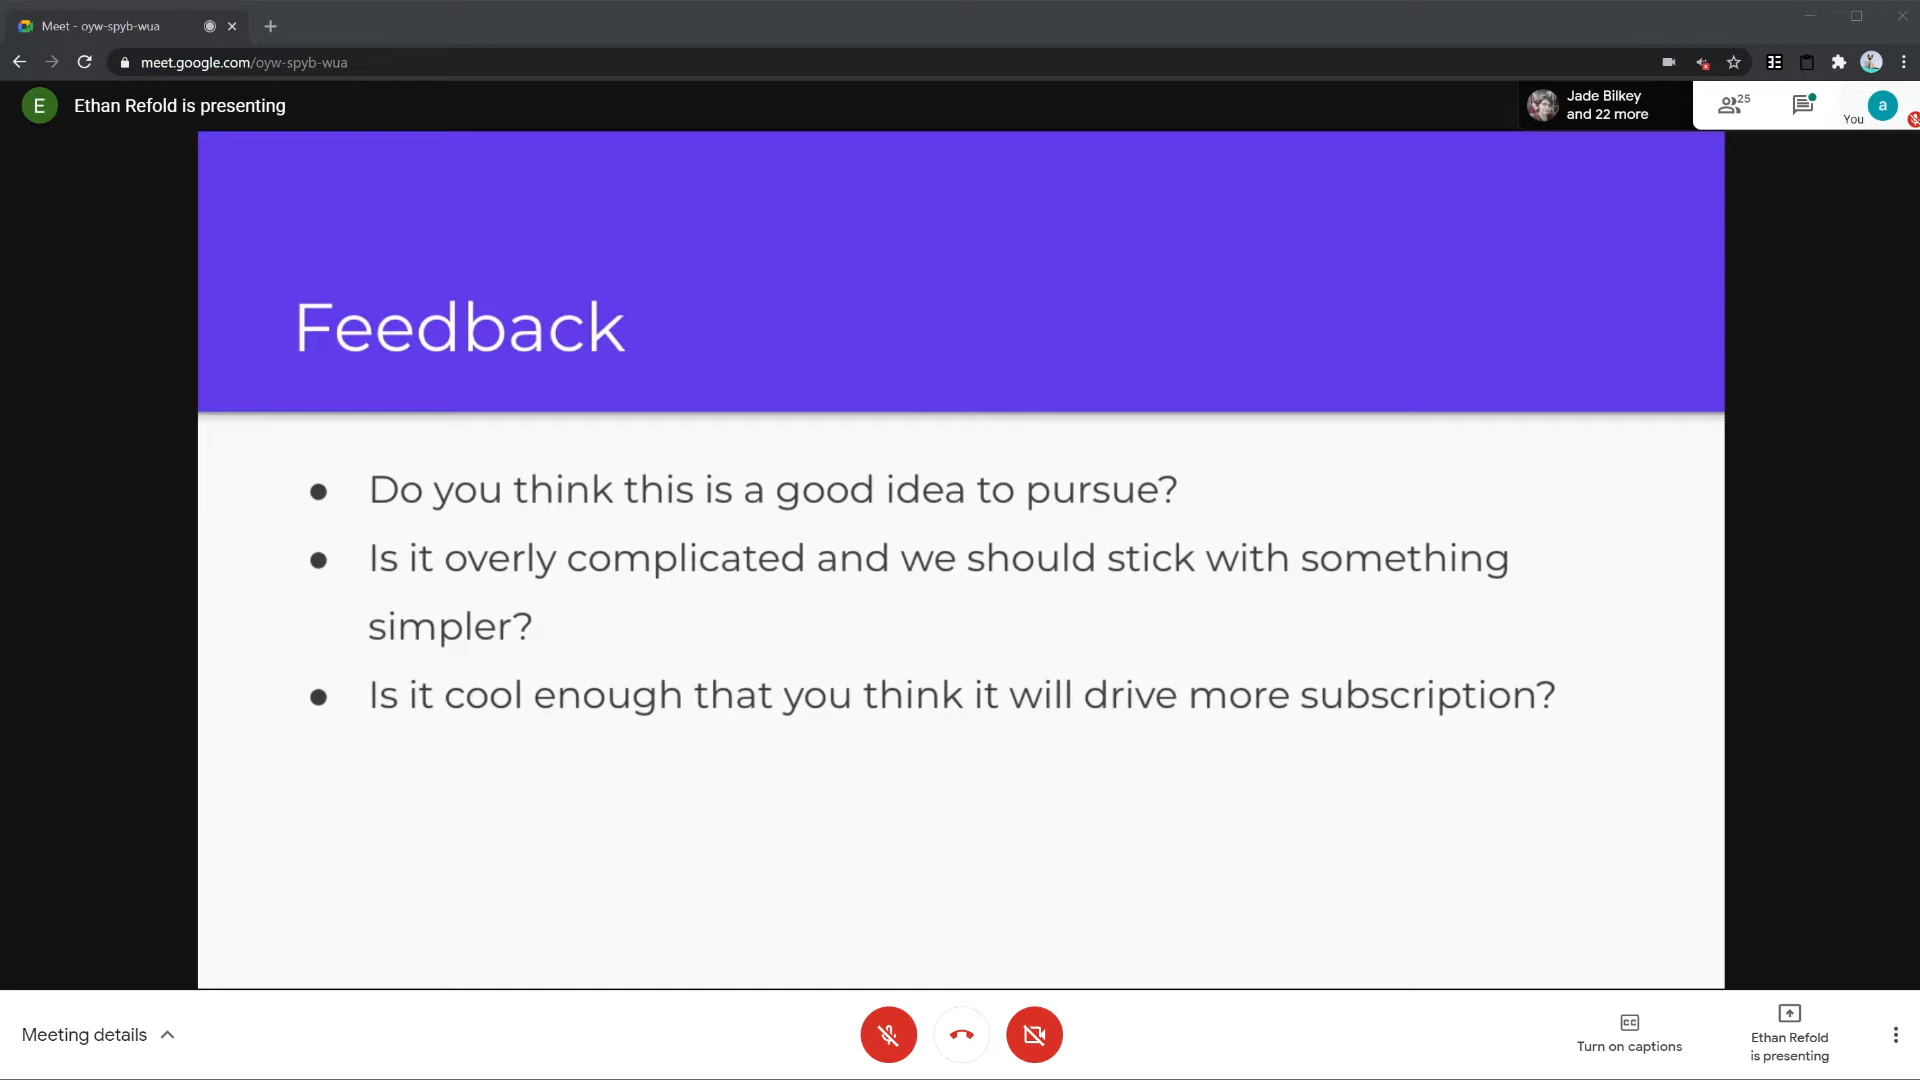 Meet - oyw-spyb-wua
meet.google.com/oyw-spyb-wua
E
Ethan Refold is presenting
Jade Bilkey
and 22 more
25
You
a
Feedback
● Do you think this is a good idea to pursue?
● Is it overly complicated and we should stick with something
simpler?
● Is it cool enough that you think it will drive more subscription?
Meeting details
CC
Turn on captions
Ethan Refold
is presenting